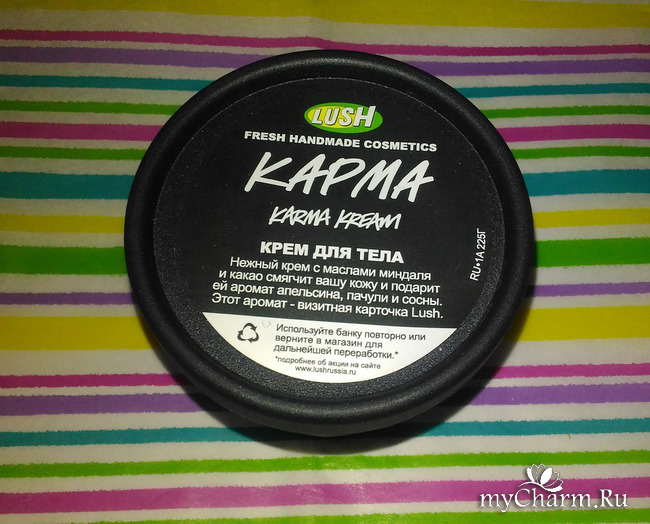 LUSH
FRESH HANDMADE COSMETICS
КАРМА
KARMA KREAM
КРЕМ ДЛЯ ТЕЛА
Нежный крем с маслами миндаля
и какао смягчит вашу кожу и подарит
ей аромат апельсина, пачули и сосны.
Этот аромат - визитная карточка Lush.
RU•1A 225Г
Используйте банку повторно или
верните в магазин для
дальнейшей переработки.*
*подробнее об акции на сайте
www.lushrussia.ru
myCharm.Ru